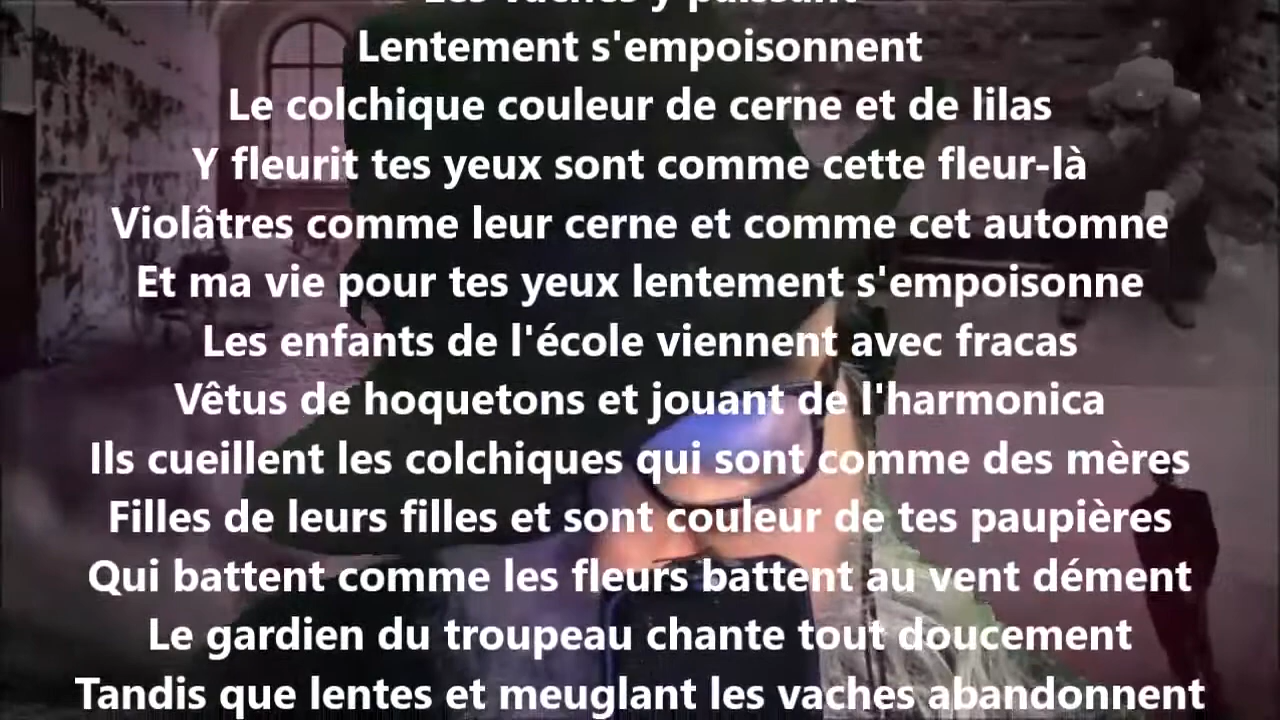 Les vaches y paissant
Lentement s'empoisonnent
Le colchique couleur de cerne et de lilas
Y fleurit tes yeux sont comme cette fleur-là
Violâtres comme leur cerne et comme cet automne
Et ma vie pour tes yeux lentement s'empoisonne
Les enfants de l'école viennent avec fracas
Vêtus de hoquetons et jouant de l'harmonica
Ils cueillent les colchiques qui sont comme des mères
Filles de leurs filles et sont couleur de tes paupières
Qui battent comme les fleurs battent au vent dément
Le gardien du troupeau chante tout doucement
Tandis que lentes et meuglant les vaches abandonnent